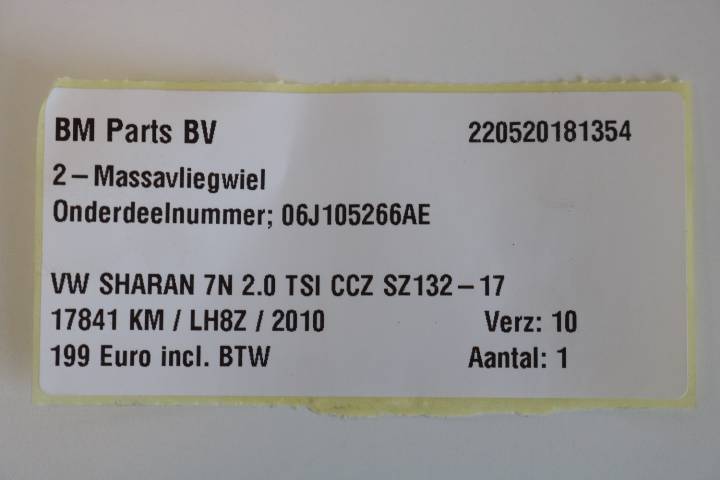 BM Parts BV 220520181354
2-Massavliegwiel
Onderdeelnummer; 06J105266AE
VW SHARAN 7N 2.0 TSI CCZ SZ132-17
17841 KM / LH8Z / 2010 Verz: 10
199 Euro incl. BTW Aantal: 1